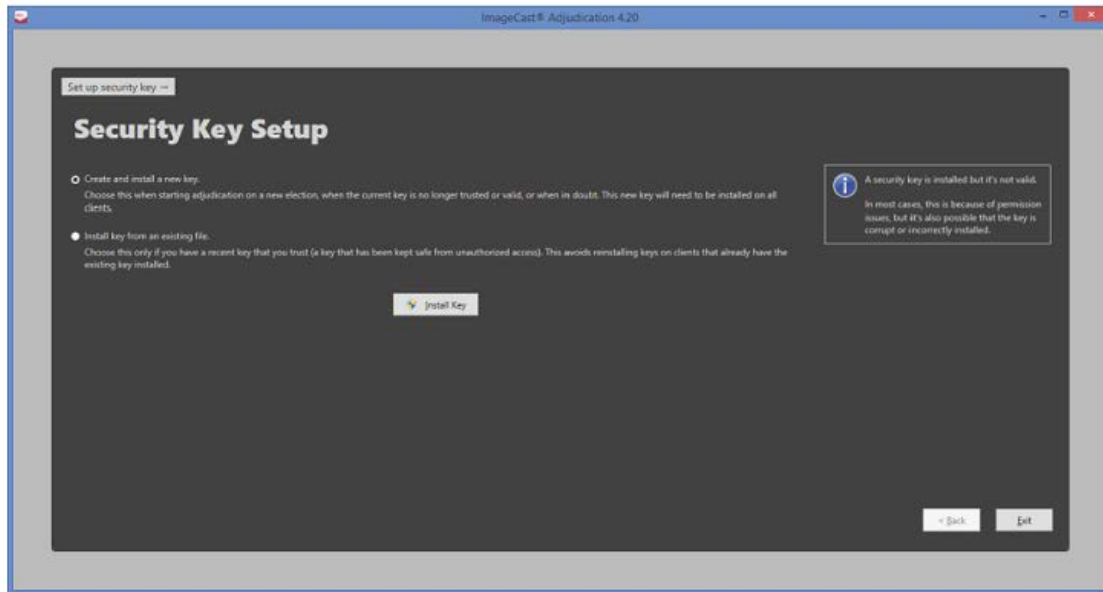 ImageCast® Adjudication 4.20
Set up security key
Security Key Setup
Create and install a new key.
Choose this when starting adjudication on a new election, when the current key is no longer trusted or valid, or when in doubt. This new key will need to be installed on all
clients.
Install key from an existing file.
Choose this only if you have a recent key that you trust (a key that has been kept safe from unauthorized access). This avoids reinstalling keys on clients that already have the
existing key installed.
Install Key
A security key is installed but it's not valid.
In most cases, this is because of permission
issues, but it's also possible that the key is
corrupt or incorrectly installed.
< Back
Exit